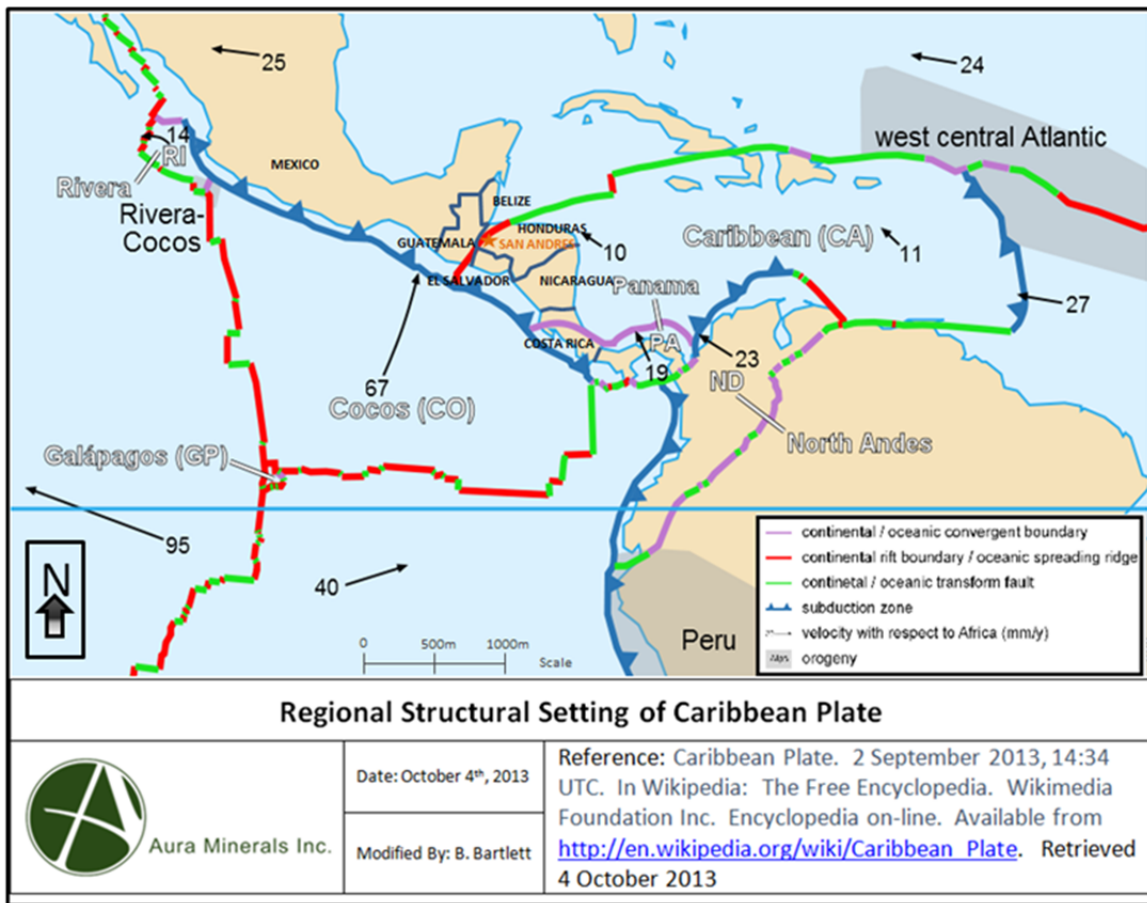 25
24
west central Atlantic
14
RI
Rivera
MEXICO
Rivera-
Cocos
BELIZE
HONDURAS
GUATEMALA
SAN ANDRES
10
Caribbean (CA)
11
EL SALVADOR
NICARAGUA
Panama
27
COSTA RICA
PA
23
19
67
ND
Cocos (CO)
North Andes
Galápagos (GP)
95
40
N
0 500m 1000m
Scale
Peru
continental / oceanic convergent boundary
continental rift boundary / oceanic spreading ridge
continetal / oceanic transform fault
subduction zone
velocity with respect to Africa (mm/y)
orogeny
Regional Structural Setting of Caribbean Plate
Aura Minerals Inc.
Date: October 4th, 2013
Modified By: B. Bartlett
Reference: Caribbean Plate. 2 September 2013, 14:34
UTC. In Wikipedia: The Free Encyclopedia. Wikimedia
Foundation Inc. Encyclopedia on-line. Available from
http://en.wikipedia.org/wiki/Caribbean_Plate. Retrieved
4 October 2013